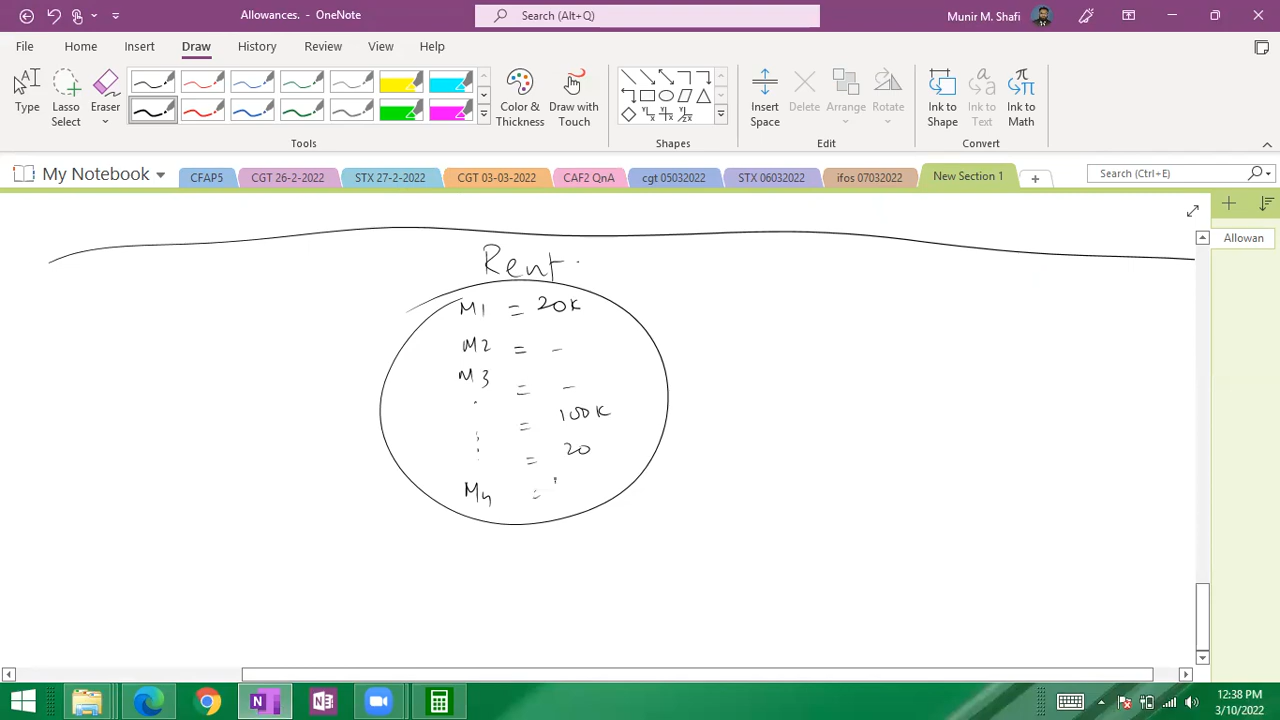 Allowances. - OneNote
Search (Alt+Q)
Munir M. Shafi
File Home Insert Draw History Review View Help
Type
Lasso Select
Eraser
Color & Thickness
Draw with Touch
Insert Space
Delete
Arrange
Rotate
Ink to Shape
Ink to Text
Ink to Math
Tools Shapes Edit Convert
My Notebook
CFAP5 CGT 26-2-2022 STX 27-2-2022 CGT 03-03-2022 CAF2 QnA cgt 05032022 STX 06032022 ifos 07032022 New Section 1
Search (Ctrl+E)
Allowan
Rent.
M1 = 20K
M2 = -
M3 = -
= 100K
= 20
Mn =
12:38 PM
3/10/2022